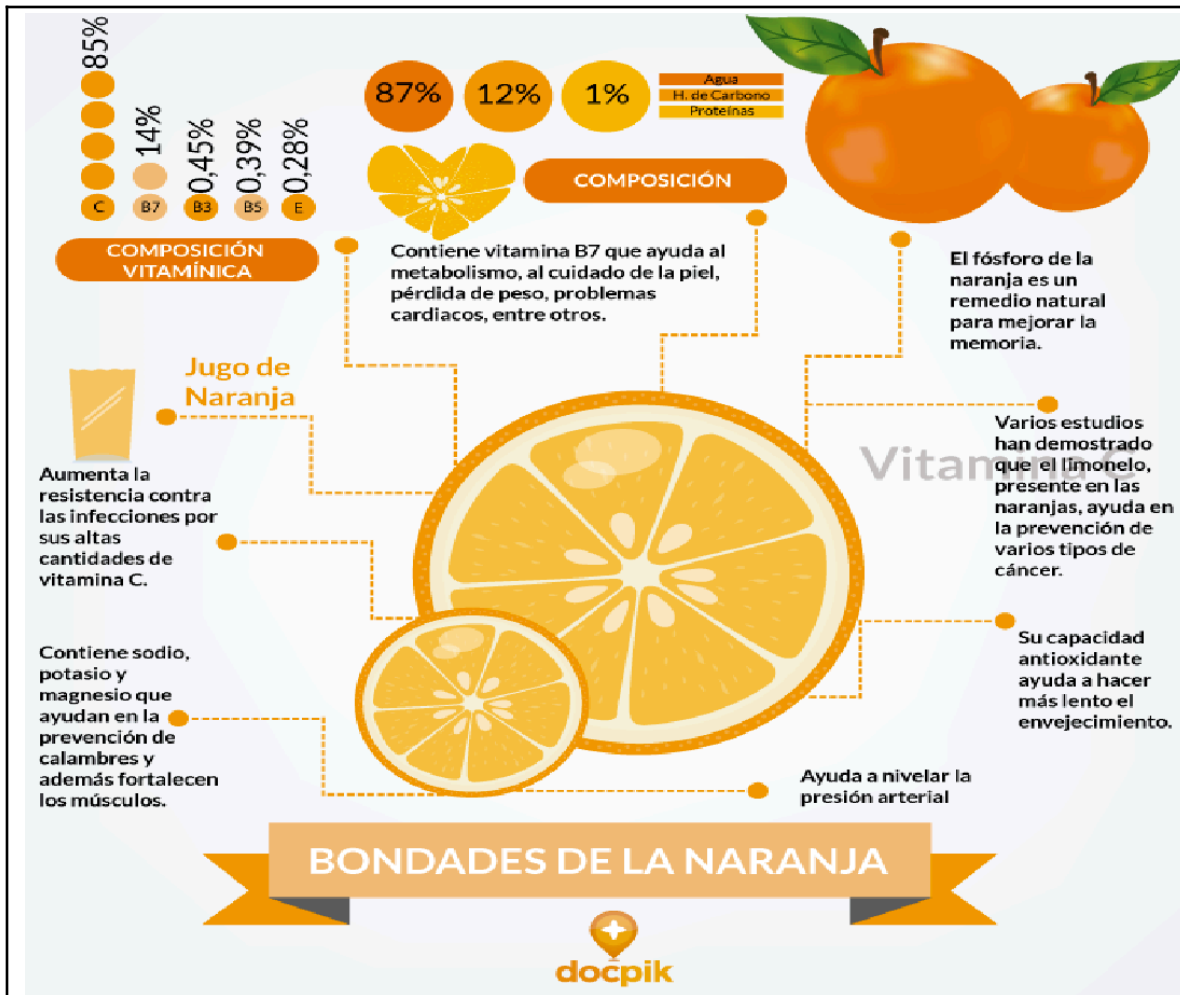 85%
14%
0,45%
0,39%
0,28%
C
B7
B3
B5
E
COMPOSICIÓN
VITAMÍNICA
87%
12%
1%
Agua
H. de Carbono
Proteínas
COMPOSICIÓN
Contiene vitamina B7 que ayuda al
metabolismo, al cuidado de la piel,
pérdida de peso, problemas
cardiacos, entre otros.
El fósforo de la
naranja es un
remedio natural
para mejorar la
memoria.
Jugo de
Naranja
Aumenta la
resistencia contra
las infecciones por
sus altas
cantidades de
vitamina C.
Vitamina C
Varios estudios
han demostrado
que el limonelo,
presente en las
naranjas, ayuda en
la prevención de
varios tipos de
cáncer.
Contiene sodio,
potasio y
magnesio que
ayudan en la
prevención de
calambres y
además fortalecen
los músculos.
Su capacidad
antioxidante
ayuda a hacer
más lento el
envejecimiento.
Ayuda a nivelar la
presión arterial
BONDADES DE LA NARANJA
docpik